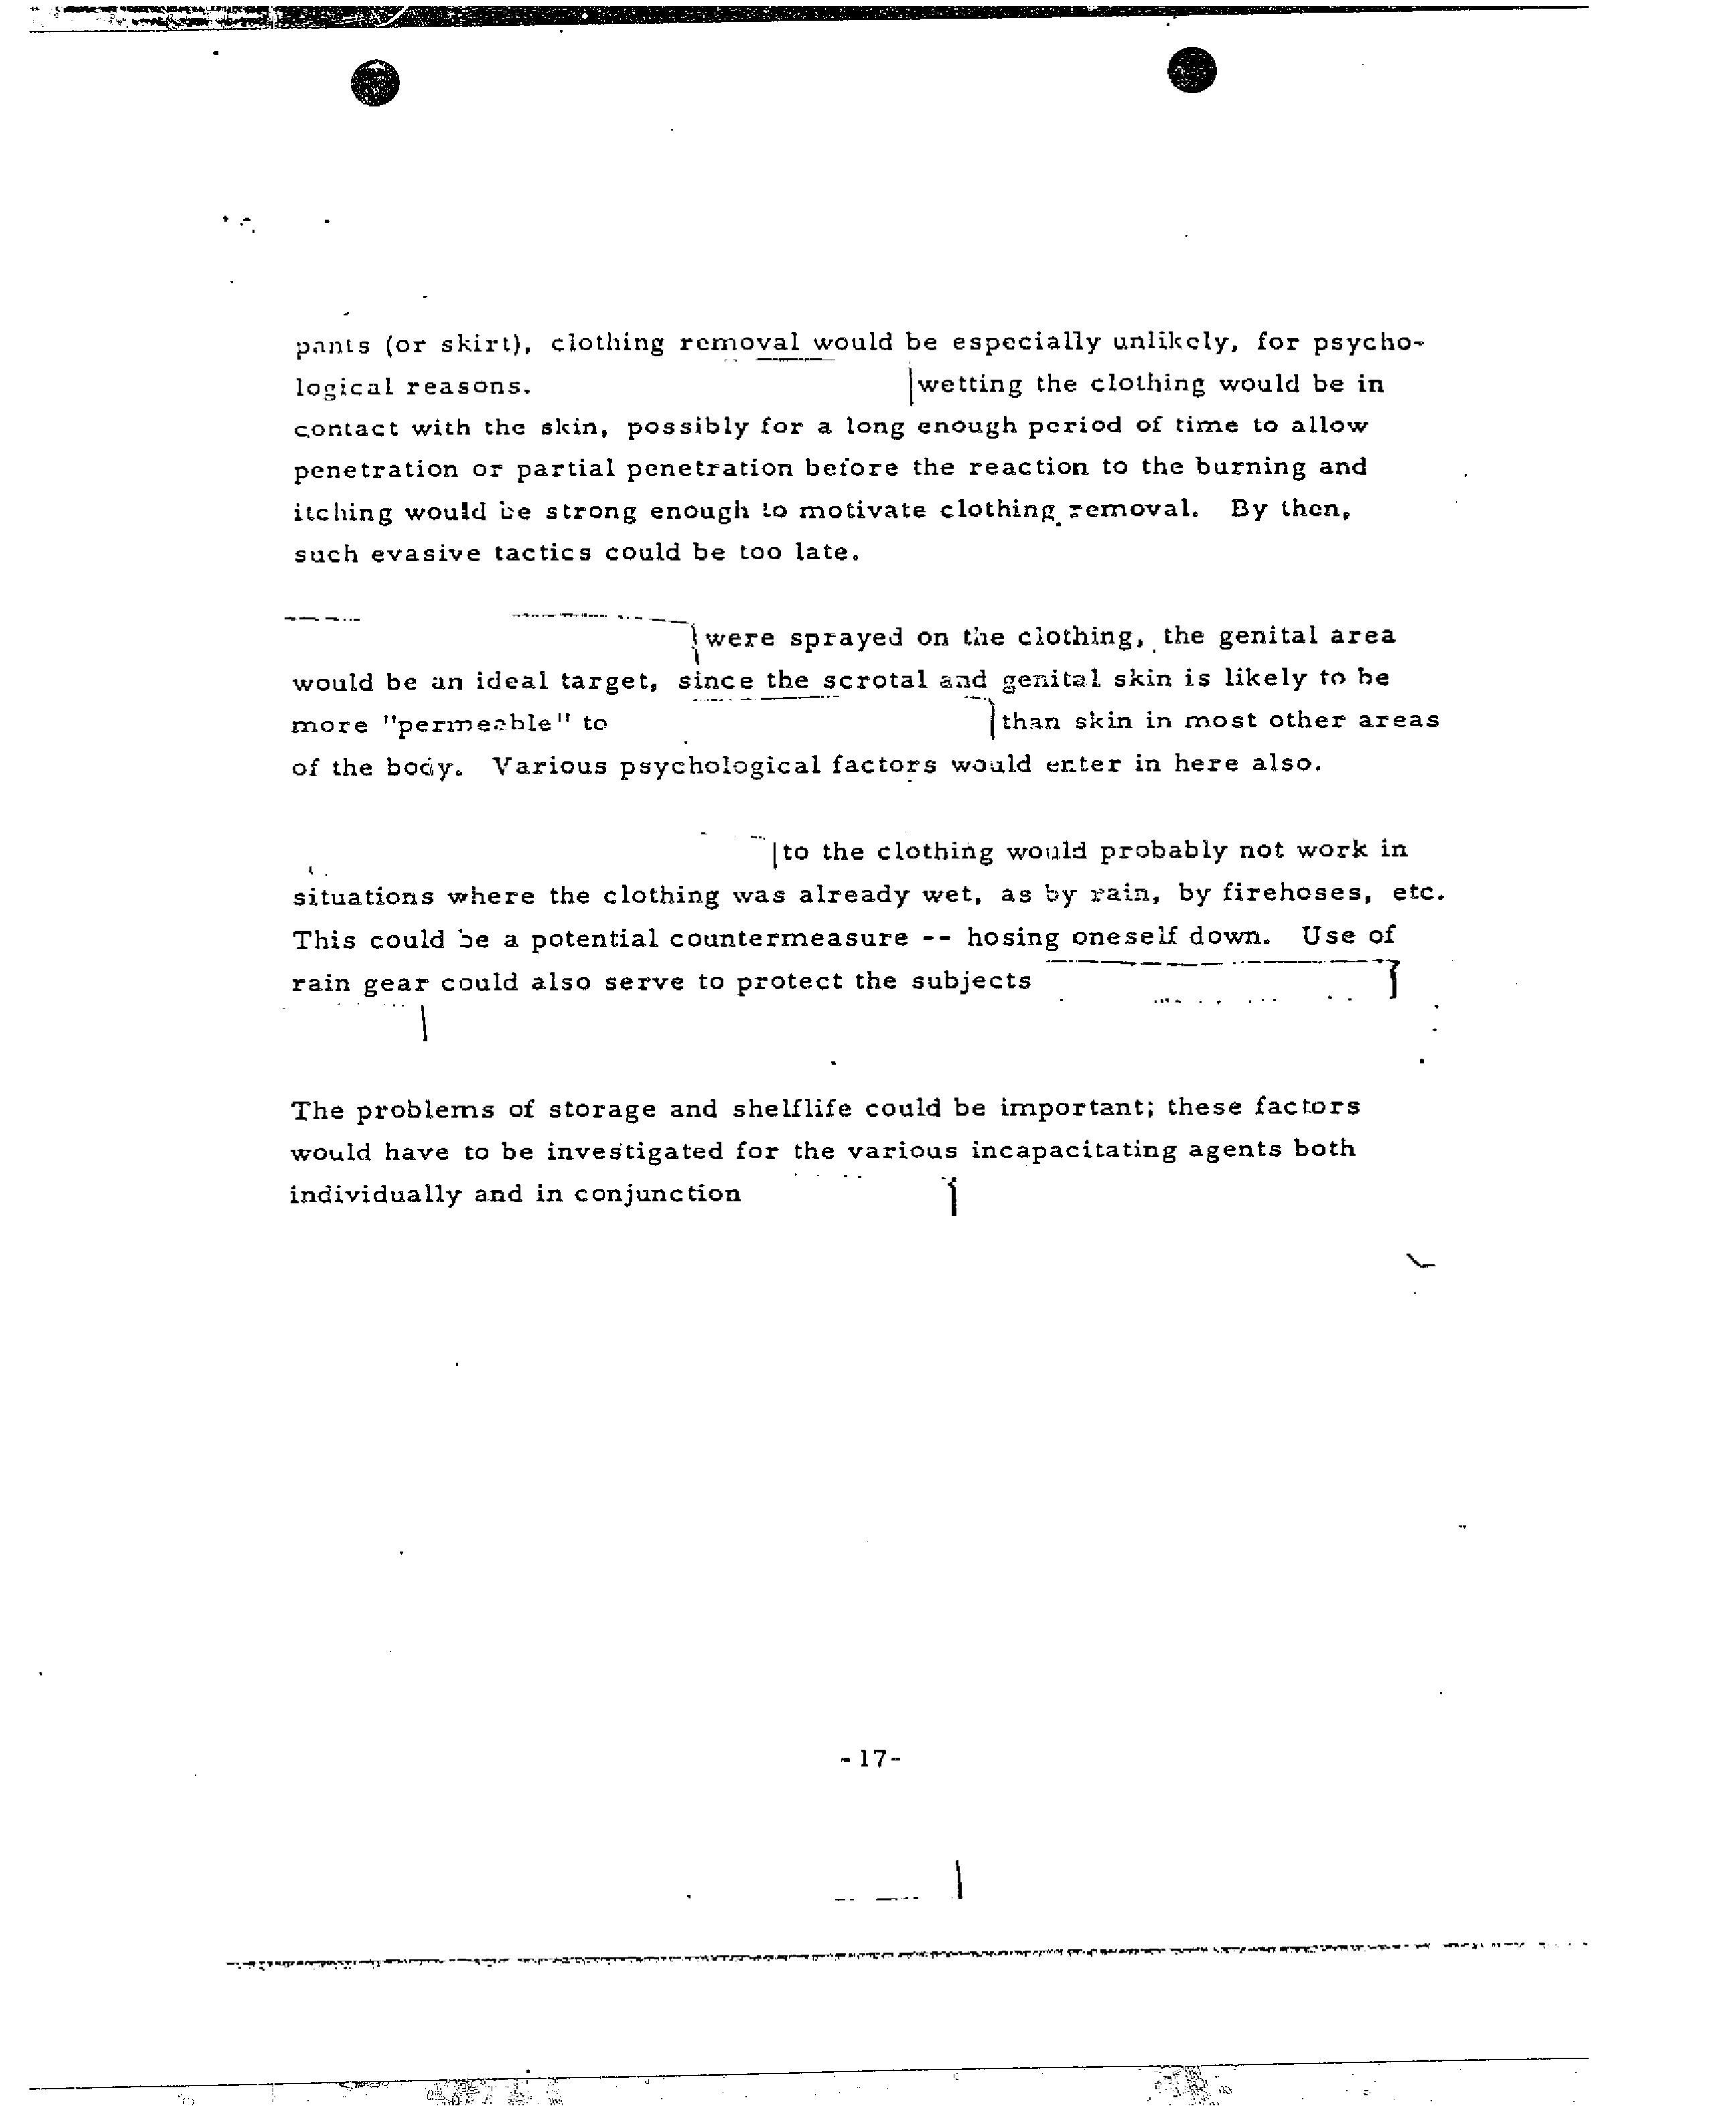 pants (or skirt), clothing removal would be especially unlikely, for psycho-
logical reasons. wetting the clothing would be in
contact with the skin, possibly for a long enough period of time to allow
penetration or partial penetration before the reaction to the burning and
itching would be strong enough to motivate clothing removal. By then,
such evasive tactics could be too late.
were sprayed on the clothing, the genital area
would be an ideal target, since the scrotal and genital skin is likely to be
more "permeable" to than skin in most other areas
of the body. Various psychological factors would enter in here also.
to the clothing would probably not work in
situations where the clothing was already wet, as by rain, by firehoses, etc.
This could be a potential countermeasure -- hosing oneself down. Use of
rain gear could also serve to protect the subjects
The problems of storage and shelflife could be important; these factors
would have to be investigated for the various incapacitating agents both
individually and in conjunction
-17-